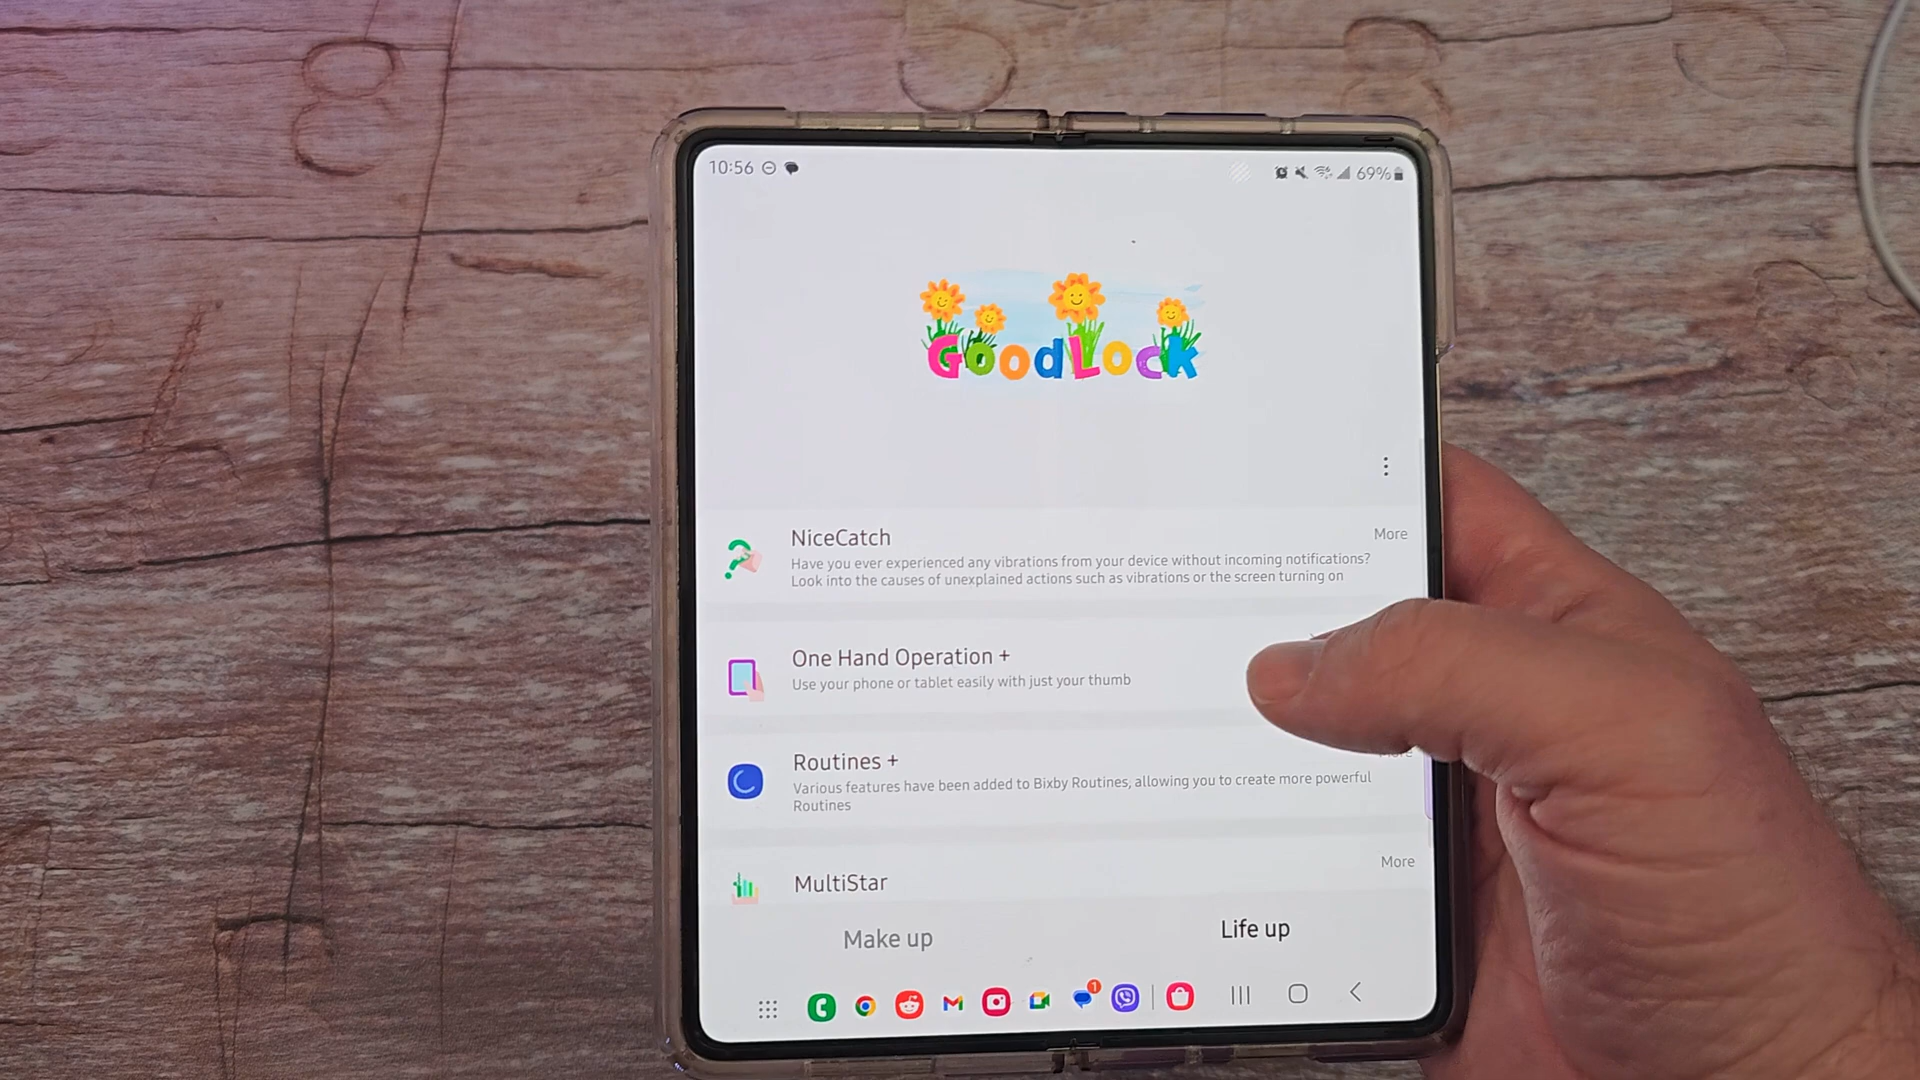 10:56
69%
GoodLock
NiceCatch
More
Have you ever experienced any vibrations from your device without incoming notifications?
Look into the causes of unexplained actions such as vibrations or the screen turning on
One Hand Operation +
Use your phone or tablet easily with just your thumb
More
Routines +
Various features have been added to Bixby Routines, allowing you to create more powerful
Routines
More
MultiStar
Make up
Life up
1